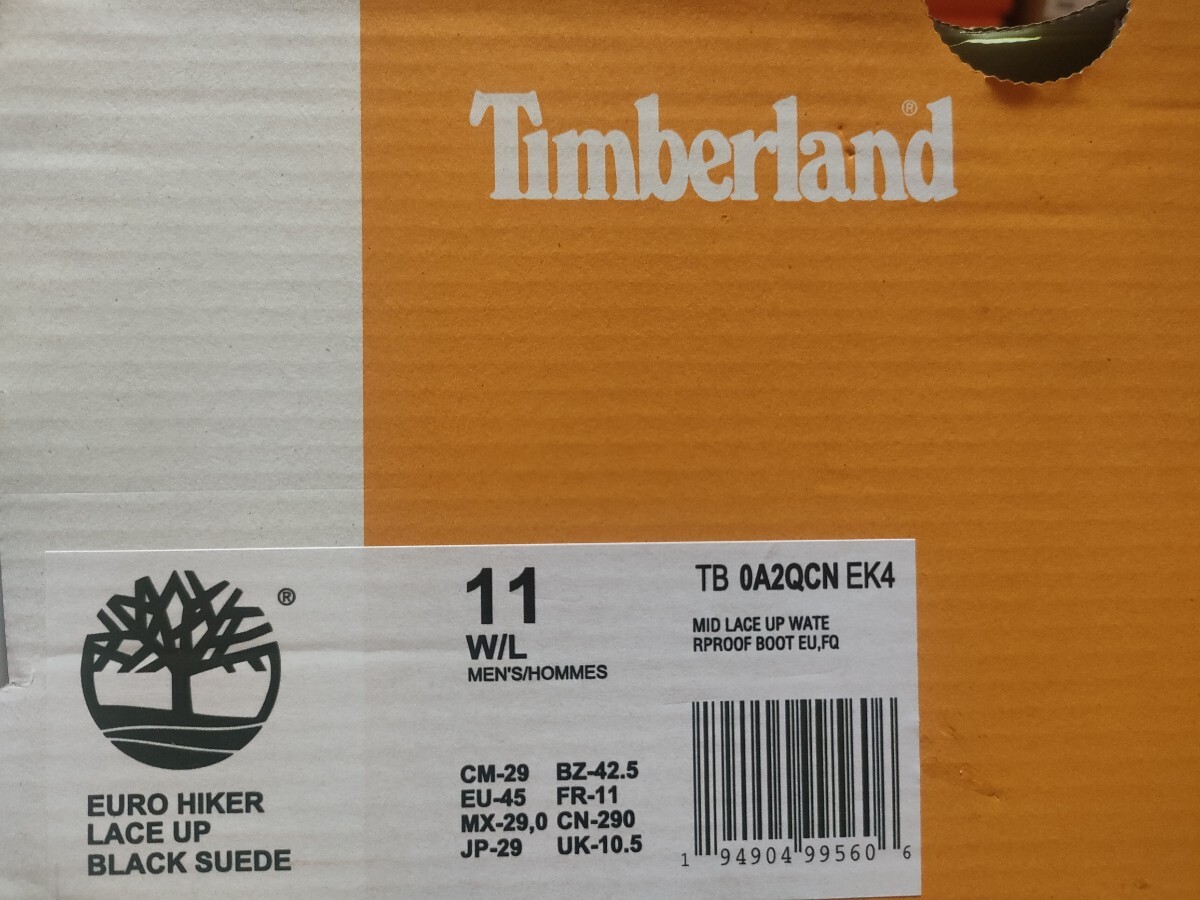 Timberland®
®
EURO HIKER
LACE UP
BLACK SUEDE
11
W/L
MEN'S/HOMMES
CM-29 BZ-42.5
EU-45 FR-11
MX-29,0 CN-290
JP-29 UK-10.5
TB 0A2QCN EK4
MID LACE UP WATE
RPROOF BOOT EU,FQ
1 94904 99560 6